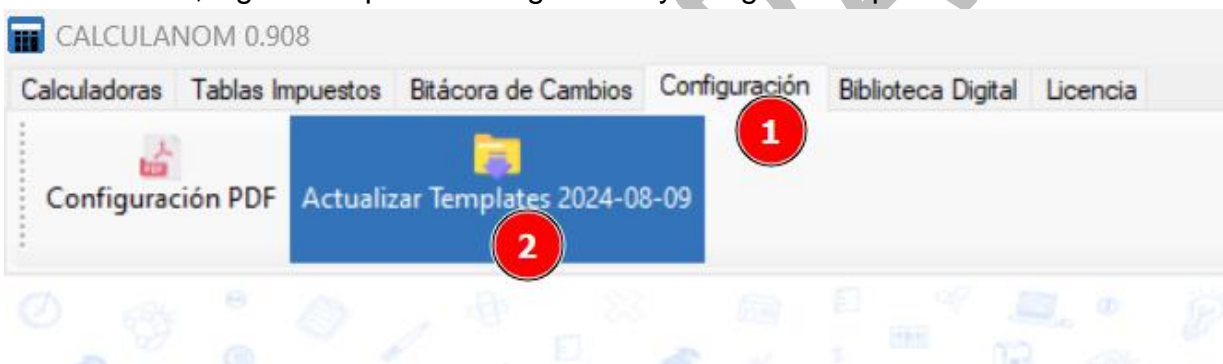 CALCULANOM 0.908
Calculadoras Tablas Impuestos Bitácora de Cambios Configuración Biblioteca Digital Licencia
1
PDF
Configuración PDF Actualizar Templates 2024-08-09
2